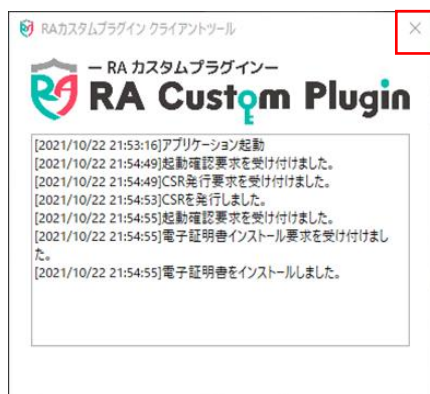 RAカスタムプラグイン クライアントツール
ー RA カスタムプラグインー
RA Custom Plugin
[2021/10/22 21:53:16]アプリケーション起動
[2021/10/22 21:54:49]起動確認要求を受け付けました。
[2021/10/22 21:54:49]CSR発行要求を受け付けました。
[2021/10/22 21:54:53]CSRを発行しました。
[2021/10/22 21:54:55]起動確認要求を受け付けました。
[2021/10/22 21:54:55]電子証明書インストール要求を受け付けまし
た。
[2021/10/22 21:54:55]電子証明書をインストールしました。